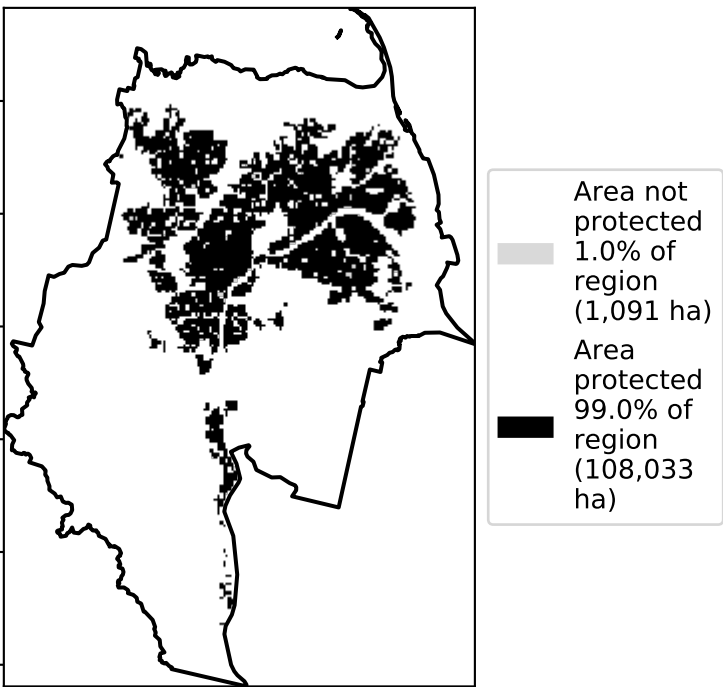 Area not
protected
1.0% of
region
(1,091 ha)
Area
protected
99.0% of
region
(108,033
ha)